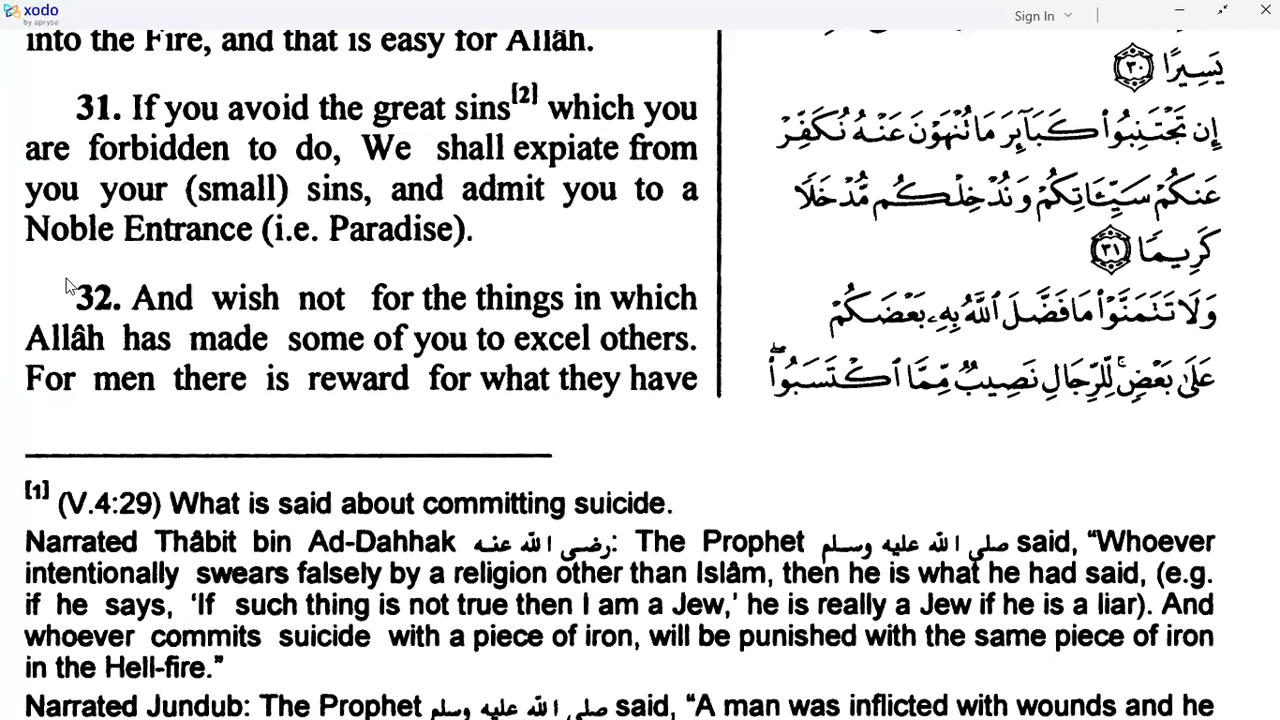 xodo
by apryse
Sign In
into the Fire, and that is easy for Allâh.
31. If you avoid the great sins[2] which you
are forbidden to do, We shall expiate from
you your (small) sins, and admit you to a
Noble Entrance (i.e. Paradise).
32. And wish not for the things in which
Allâh has made some of you to excel others.
For men there is reward for what they have
يَسِيرًا ٣٠
إِن تَجْتَنِبُوا۟ كَبَآئِرَ مَا تُنْهَوْنَ عَنْهُ نُكَفِّرْ
عَنكُمْ سَيِّـَٔاتِكُمْ وَنُدْخِلْكُم مُّدْخَلًا
كَرِيمًا ٣١
وَلَا تَتَمَنَّوْا۟ مَا فَضَّلَ ٱللَّهُ بِهِۦ بَعْضَكُمْ
عَلَىٰ بَعْضٍ ۚ لِّلرِّجَالِ نَصِيبٌ مِّمَّا ٱكْتَسَبُوا۟ ۖ
[1] (V.4:29) What is said about committing suicide.
Narrated Thâbit bin Ad-Dahhak رضى الله عنه: The Prophet صلى الله عليه وسلم said, “Whoever
intentionally swears falsely by a religion other than Islâm, then he is what he had said, (e.g.
if he says, ‘If such thing is not true then I am a Jew,’ he is really a Jew if he is a liar). And
whoever commits suicide with a piece of iron, will be punished with the same piece of iron
in the Hell-fire.”
Narrated Jundub: The Prophet صلى الله عليه وسلم said, “A man was inflicted with wounds and he